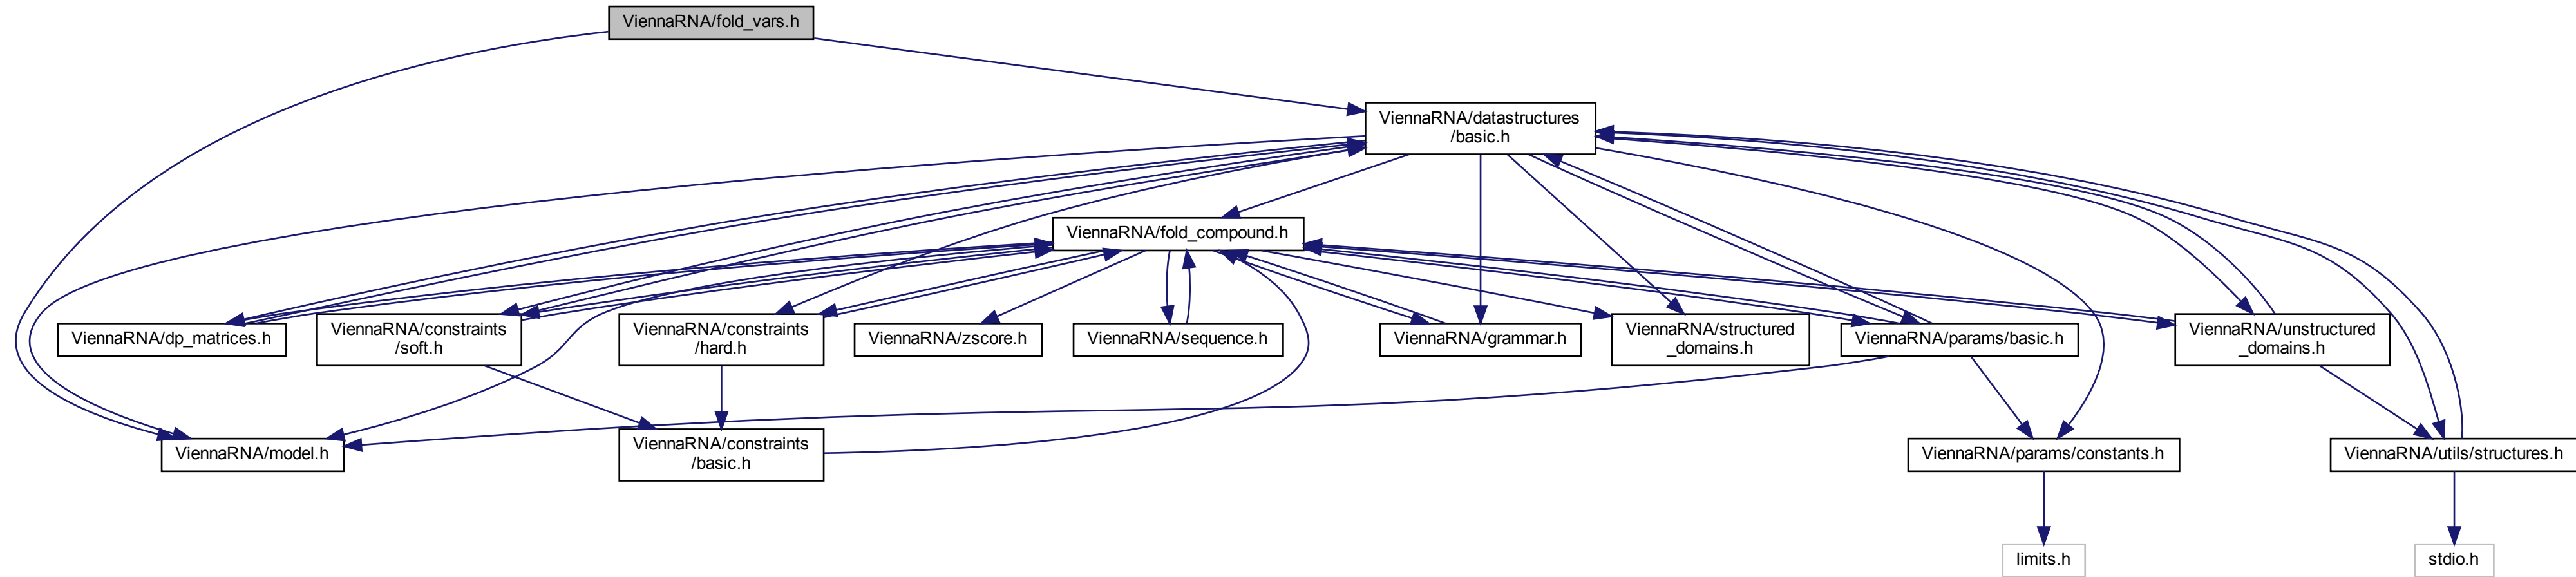 ViennaRNA/fold_vars.h
ViennaRNA/datastructures
/basic.h
ViennaRNA/fold_compound.h
ViennaRNA/dp_matrices.h
ViennaRNA/constraints
/soft.h
ViennaRNA/constraints
/hard.h
ViennaRNA/zscore.h
ViennaRNA/sequence.h
ViennaRNA/grammar.h
ViennaRNA/structured
_domains.h
ViennaRNA/params/basic.h
ViennaRNA/unstructured
_domains.h
ViennaRNA/model.h
ViennaRNA/constraints
/basic.h
ViennaRNA/params/constants.h
ViennaRNA/utils/structures.h
limits.h
stdio.h